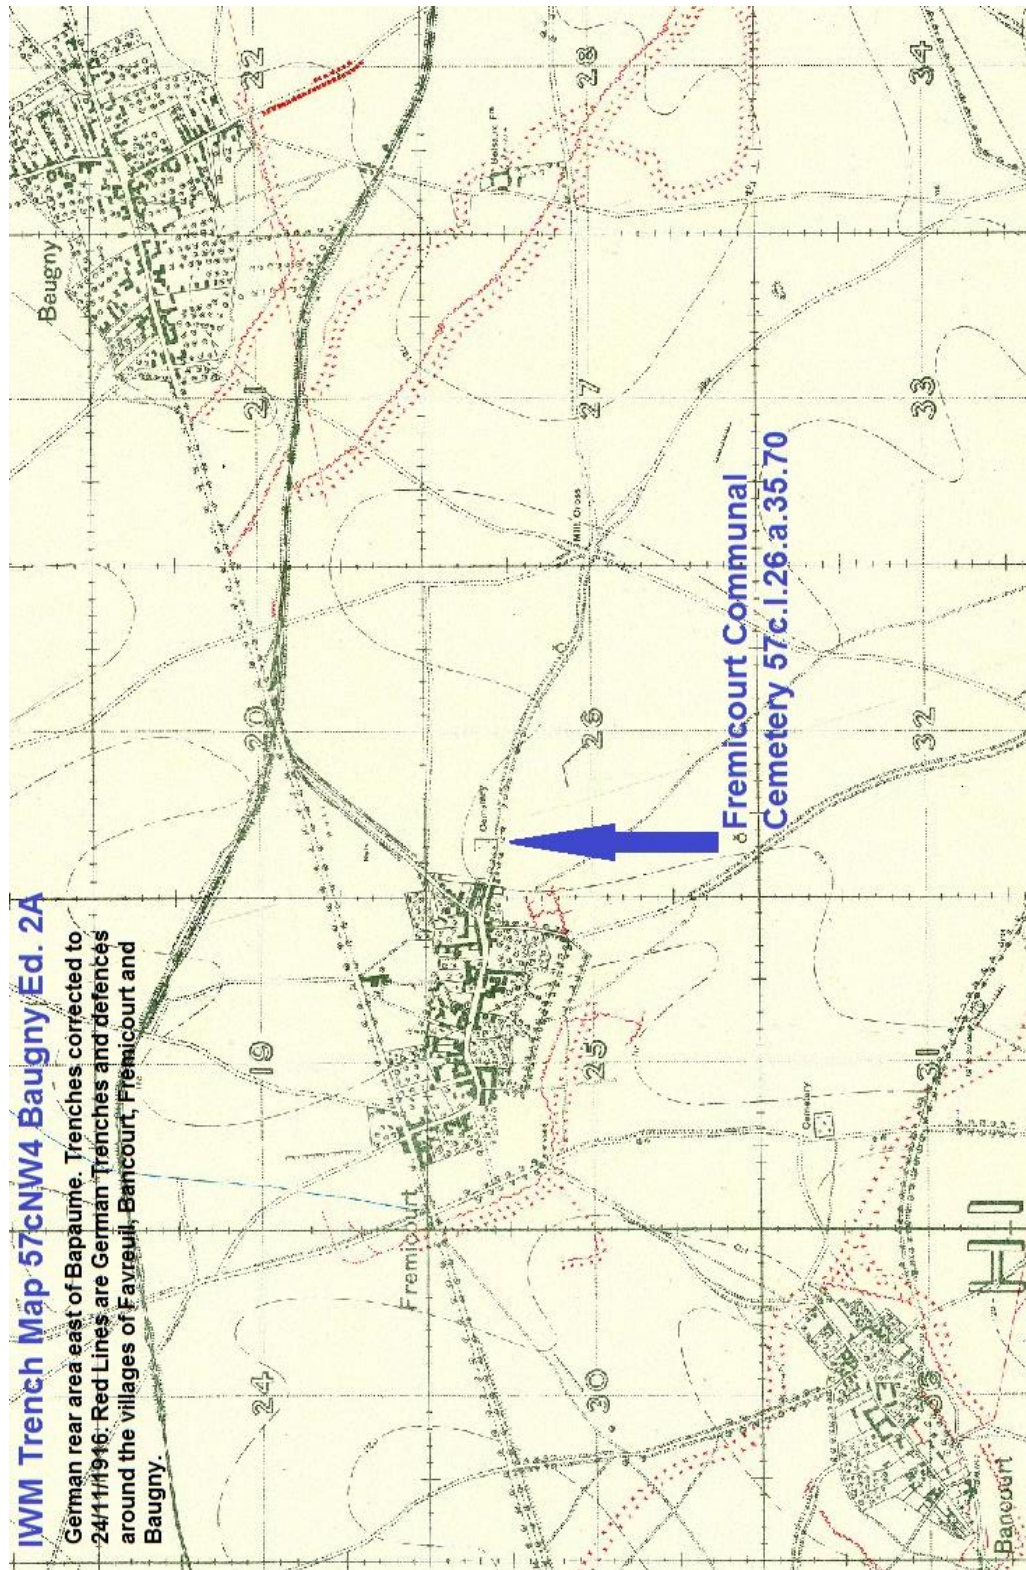 IWM Trench Map 57cNW4 Baugny Ed. 2A
German rear area east of Bapaume. Trenches corrected to
24/11/1916. Red Lines are German Trenches and defences
around the villages of Favreuil, Bancourt, Fremicourt and
Baugny.
Beugny
22
28
34
21
27
33
Mill. Cross
20
26
32
Cemetery
Fremicourt Communal
Cemetery 57c.I.26.a.35.70
19
25
31
Cemetery
Fremicourt
H I
24
30
36
Bancourt